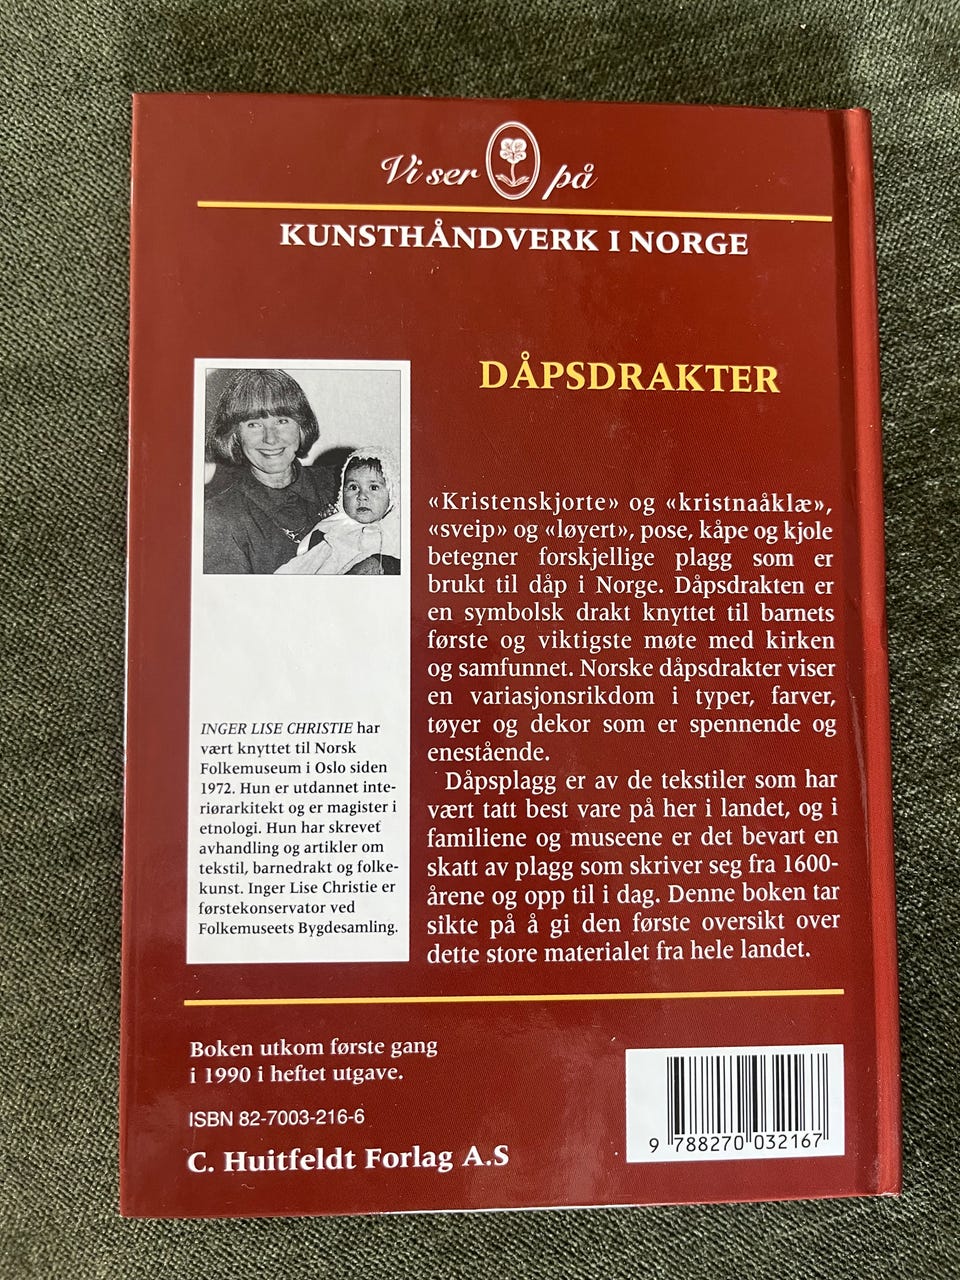 Vi ser på
KUNSTHÅNDVERK I NORGE
DÅPSDRAKTER
«Kristenskjorte» og «kristnaåklæ»,
«sveip» og «løyert», pose, kåpe og kjole
betegner forskjellige plagg som er
brukt til dåp i Norge. Dåpsdrakten er
en symbolsk drakt knyttet til barnets
første og viktigste møte med kirken
og samfunnet. Norske dåpsdrakter viser
en variasjonsrikdom i typer, farver,
tøyer og dekor som er spennende og
enestående.
Dåpsplagg er av de tekstiler som har
vært tatt best vare på her i landet, og i
familiene og museene er det bevart en
skatt av plagg som skriver seg fra 1600-
årene og opp til i dag. Denne boken tar
sikte på å gi den første oversikt over
dette store materialet fra hele landet.
INGER LISE CHRISTIE har
vært knyttet til Norsk
Folkemuseum i Oslo siden
1972. Hun er utdannet inte-
riørarkitekt og er magister i
etnologi. Hun har skrevet
avhandling og artikler om
tekstil, barnedrakt og folke-
kunst. Inger Lise Christie er
førstekonservator ved
Folkemuseets Bygdesamling.
Boken utkom første gang
i 1990 i heftet utgave.
ISBN 82-7003-216-6
C. Huitfeldt Forlag A.S
9 788270 032167